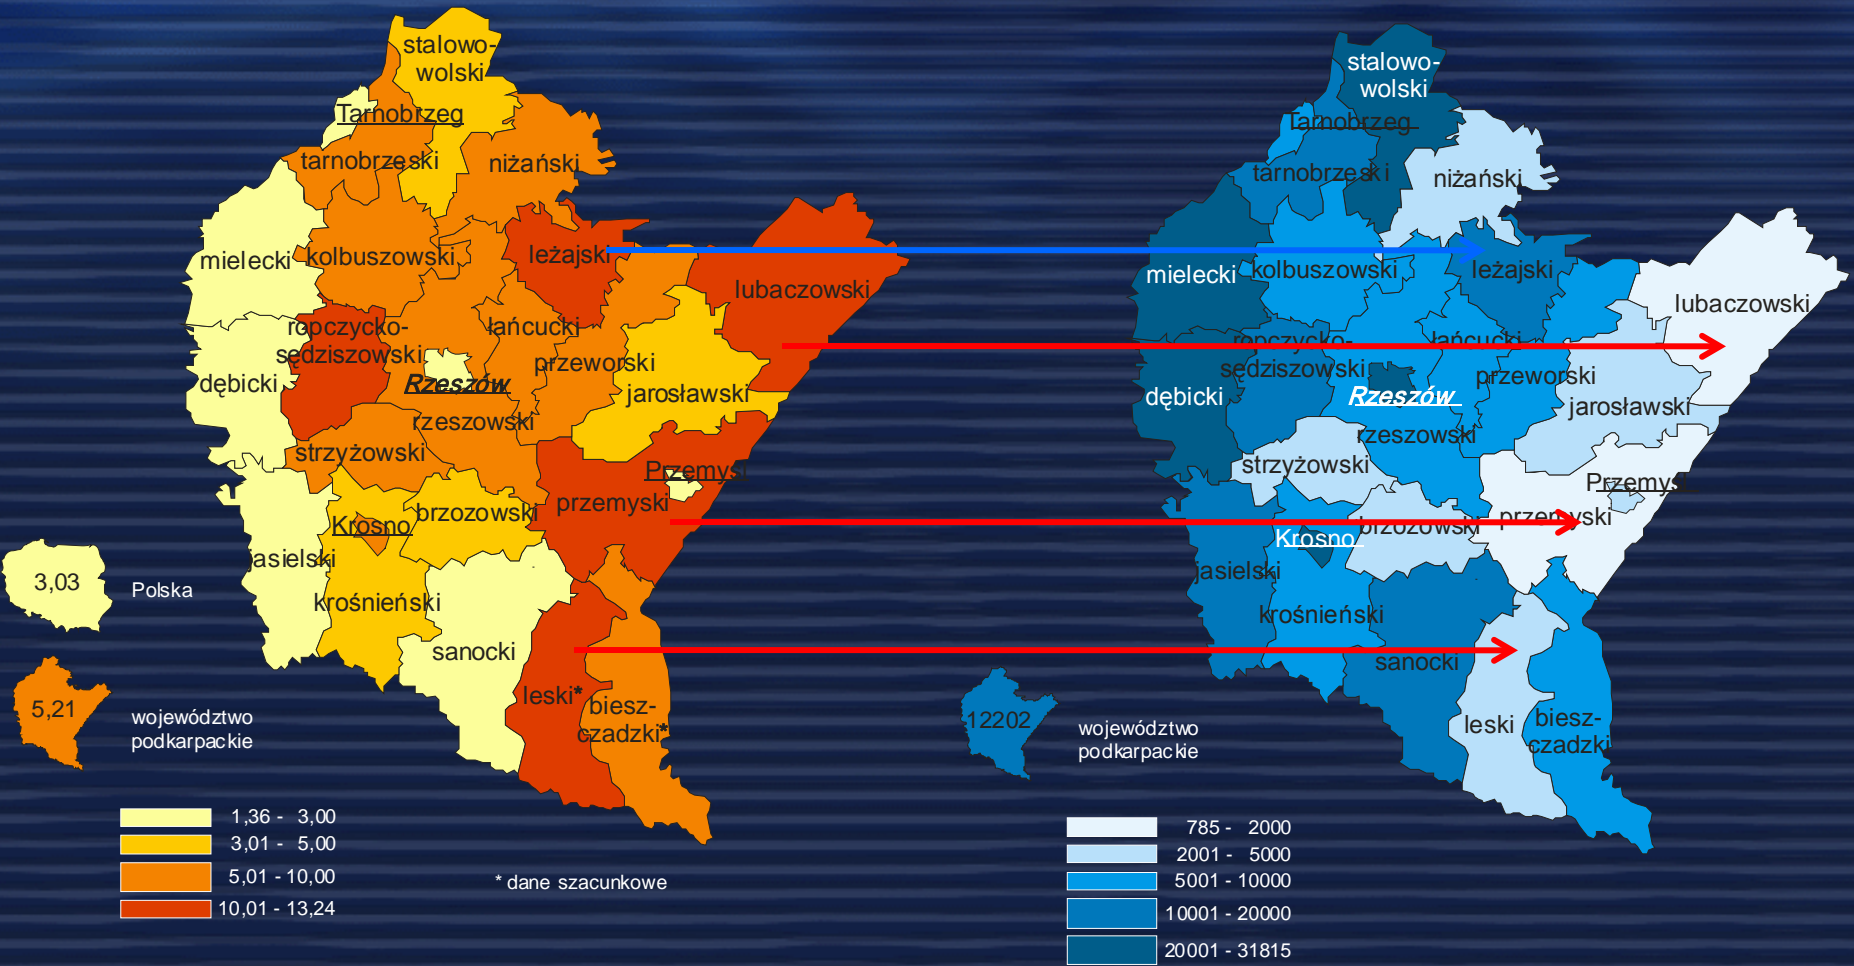 stalowo-
wolski
Tarnobrzeg
tarnobrzeski
niżański
mielecki
kolbuszowski
leżajski
lubaczowski
ropczycko-
sędziszowski
łańcucki
przeworski
dębicki
Rzeszów
jarosławski
rzeszowski
strzyżowski
Przemyśl
przemyski
Krosno
brzozowski
jasielski
krośnieński
sanocki
leski*
biesz-
czadzki*
3,03
Polska
5,21
województwo
podkarpackie
1,36 - 3,00
3,01 - 5,00
5,01 - 10,00
10,01 - 13,24
* dane szacunkowe
stalowo-
wolski
Tarnobrzeg
tarnobrzeski
niżański
mielecki
kolbuszowski
leżajski
lubaczowski
ropczycko-
sędziszowski
łańcucki
przeworski
dębicki
Rzeszów
jarosławski
rzeszowski
strzyżowski
Przemyśl
przemyski
Krosno
brzozowski
jasielski
krośnieński
sanocki
leski
biesz-
czadzki
12202
województwo
podkarpackie
785 - 2000
2001 - 5000
5001 - 10000
10001 - 20000
20001 - 31815